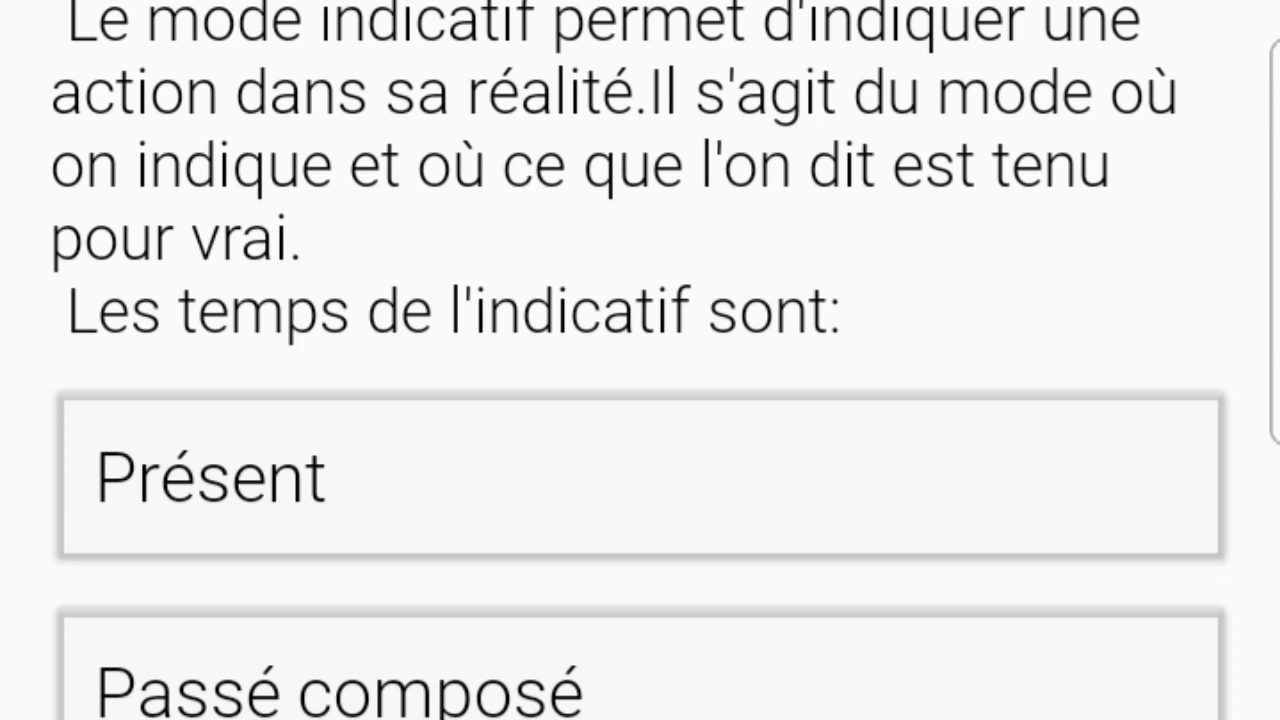 Le mode indicatif permet d'indiquer une
action dans sa réalité.Il s'agit du mode où
on indique et où ce que l'on dit est tenu
pour vrai.
Les temps de l'indicatif sont:
Présent
Passé composé